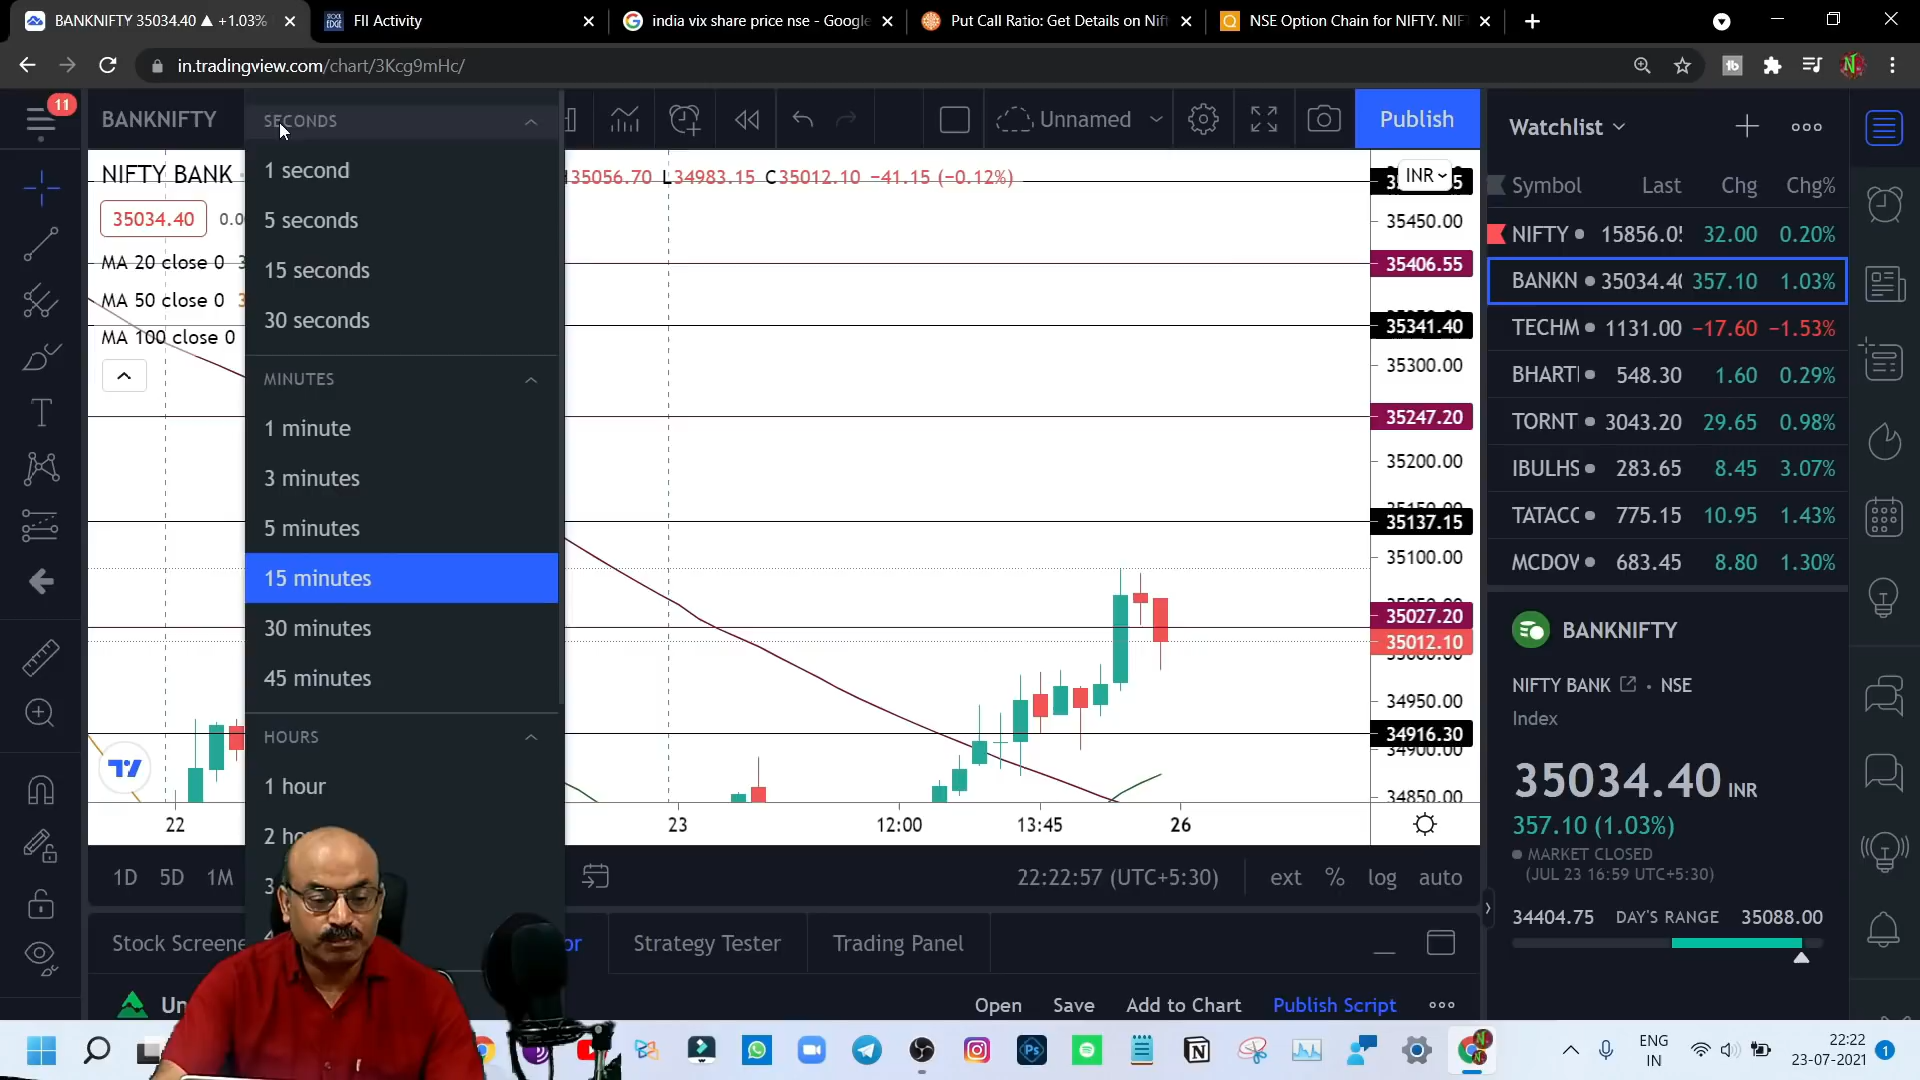 BANKNIFTY 35034.40 ▲ +1.03%
FII Activity
india vix share price nse - Google
Put Call Ratio: Get Details on Nift
NSE Option Chain for NIFTY. NIF
in.tradingview.com/chart/3Kcg9mHc/
11
BANKNIFTY
SECONDS
Unnamed
Publish
Watchlist
NIFTY BANK
35056.70 L34983.15 C35012.10 −41.15 (−0.12%)
INR
35034.40
MA 20 close 0
MA 50 close 0
MA 100 close 0
1 second
5 seconds
15 seconds
30 seconds
MINUTES
1 minute
3 minutes
5 minutes
15 minutes
30 minutes
45 minutes
HOURS
1 hour
35450.00
35406.55
35341.40
35300.00
35247.20
35200.00
35137.15
35100.00
35027.20
35012.10
34950.00
34916.30
34900.00
34850.00
22
23
12:00
13:45
26
1D 5D 1M
22:22:57 (UTC+5:30)
ext % log auto
Strategy Tester
Trading Panel
Open
Save
Add to Chart
Publish Script
Symbol Last Chg Chg%
NIFTY 15856.05 32.00 0.20%
BANKN 35034.40 357.10 1.03%
TECHM 1131.00 −17.60 −1.53%
BHARTI 548.30 1.60 0.29%
TORNT 3043.20 29.65 0.98%
IBULHS 283.65 8.45 3.07%
TATACO 775.15 10.95 1.43%
MCDOW 683.45 8.80 1.30%
BANKNIFTY
NIFTY BANK · NSE
Index
35034.40 INR
357.10 (1.03%)
MARKET CLOSED
(JUL 23 16:59 UTC+5:30)
34404.75 DAY'S RANGE 35088.00
ENG
IN
22:22
23-07-2021
1